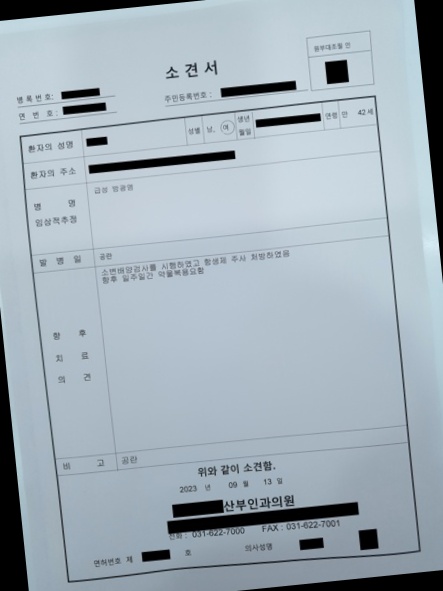 소 견 서
원부대조필 인
병 록 번 호:
연 번 호:
주민등록번호 :
환자의 성명 성별 남, 여 생년월일 연령 만 42세
환자의 주소
병 명 급성 방광염
임상적추정
발 병 일 공란
소변배양검사를 시행하였고 항생제 주사 처방하였음
향후 일주일간 약물복용요함
향 후
치 료
의 견
비 고 공란
위와 같이 소견함.
2023 년 09 월 13 일
산부인과의원
전화 : 031-622-7000 FAX : 031-622-7001
면허번호 제 호 의사성명